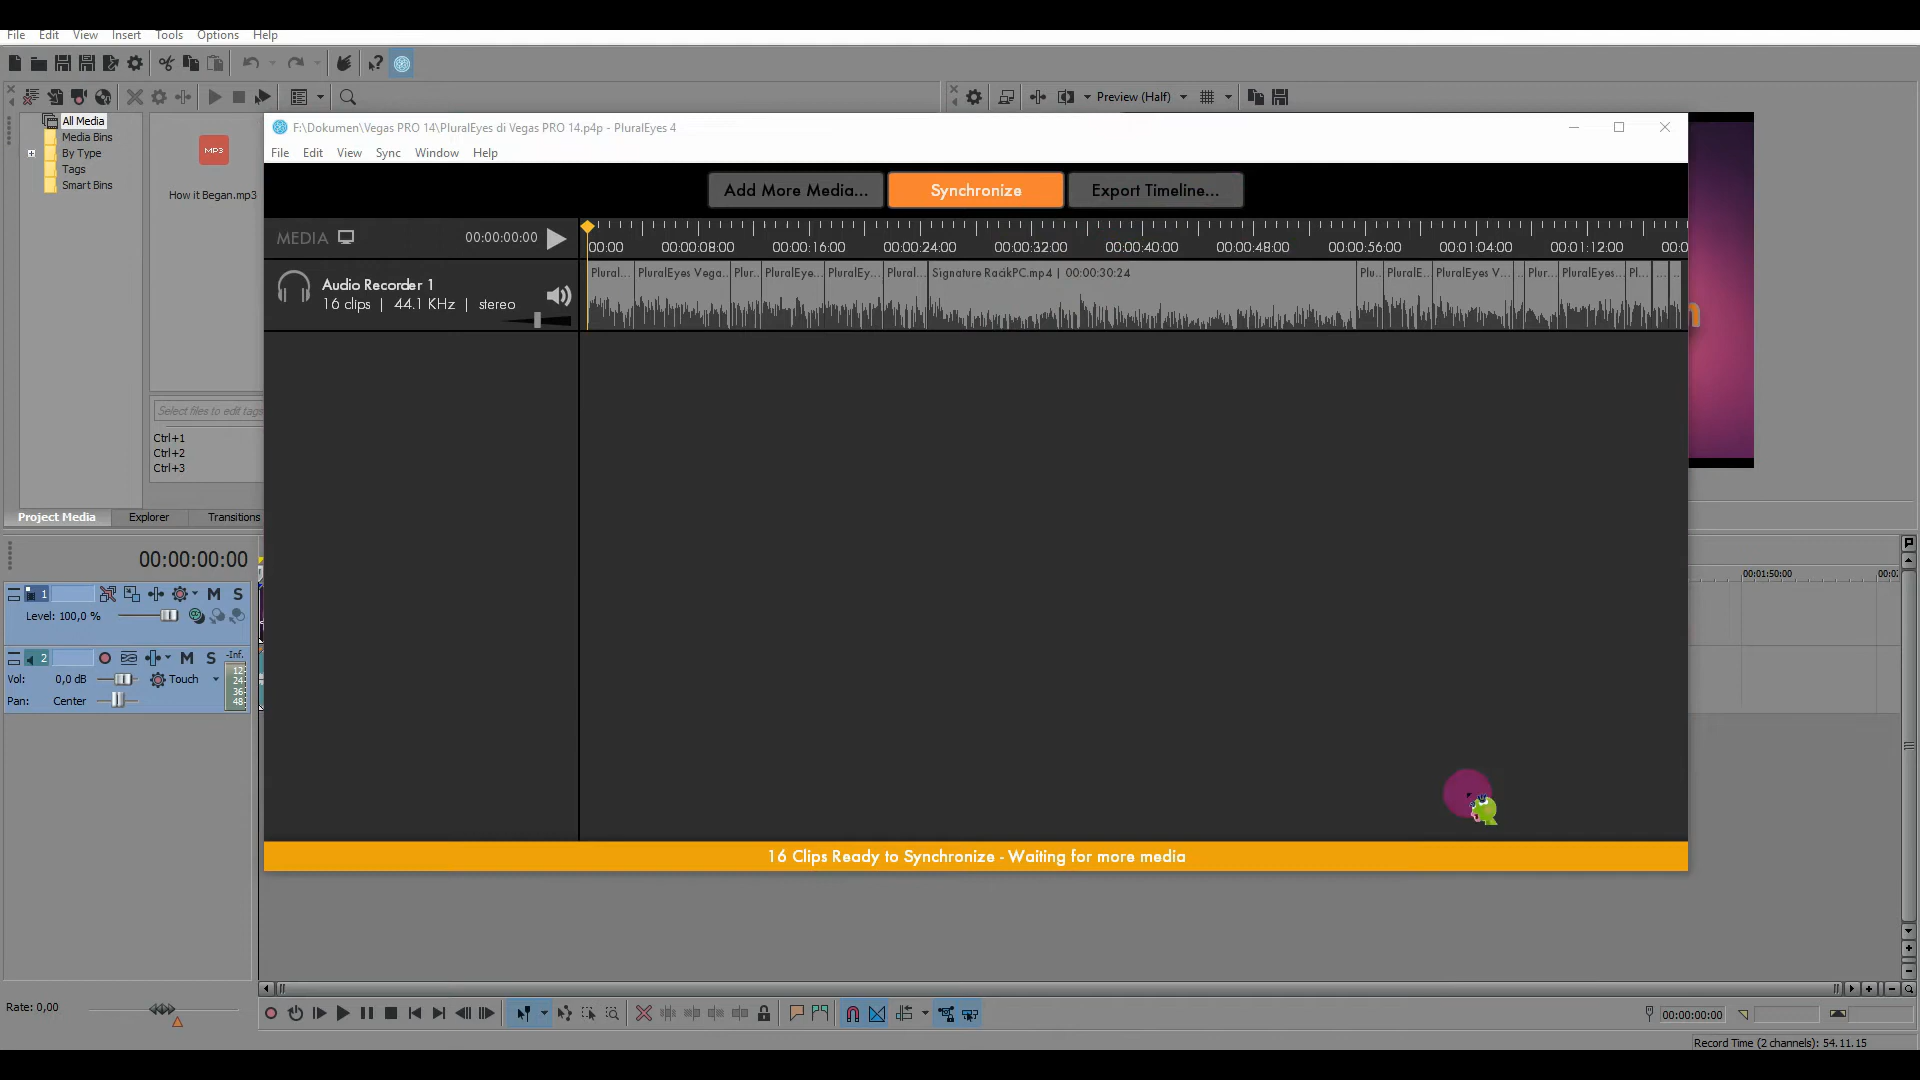 File Edit View Insert Tools Options Help
Preview (Half)
All Media
Media Bins
By Type
Tags
Smart Bins
MP3
How it Began.mp3
Select files to edit tags
Ctrl+1
Ctrl+2
Ctrl+3
Project Media Explorer Transitions
F:\Dokumen\Vegas PRO 14\PluralEyes di Vegas PRO 14.p4p - PluralEyes 4
File Edit View Sync Window Help
Add More Media... Synchronize Export Timeline...
MEDIA 00:00:00:00
00:00 00:00:08:00 00:00:16:00 00:00:24:00 00:00:32:00 00:00:40:00 00:00:48:00 00:00:56:00 00:01:04:00 00:01:12:00 00:0
Audio Recorder 1
16 clips | 44.1 KHz | stereo
Plural... PluralEyes Vega... Plur... PluralEye... PluralEy... Plural... Signature RacikPC.mp4 | 00:00:30:24 Plu... PluralE... PluralEyes V... .. Plur... PluralEyes... Pl... ... ... ..
n
16 Clips Ready to Synchronize - Waiting for more media
00:00:00:00
00:01:50:00 00:0
1 M S
Level: 100,0 %
2 M S -Inf.
Vol: 0,0 dB Touch
Pan: Center
12
24
36
48
Rate: 0,00
00:00:00:00
Record Time (2 channels): 54.11.15